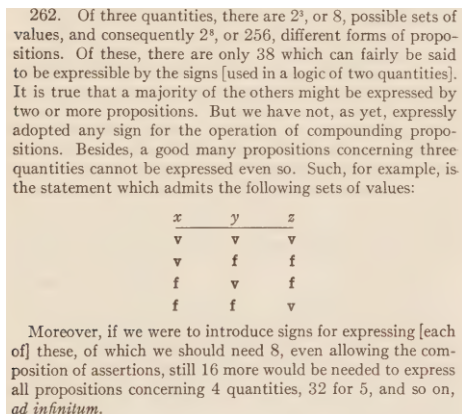 262. Of three quantities, there are 2³, or 8, possible sets of
values, and consequently 2⁸, or 256, different forms of propo-
sitions. Of these, there are only 38 which can fairly be said
to be expressible by the signs [used in a logic of two quantities].
It is true that a majority of the others might be expressed by
two or more propositions. But we have not, as yet, expressly
adopted any sign for the operation of compounding propo-
sitions. Besides, a good many propositions concerning three
quantities cannot be expressed even so. Such, for example, is
the statement which admits the following sets of values:
x y z
v v v
v f f
f v f
f f v
Moreover, if we were to introduce signs for expressing [each
of] these, of which we should need 8, even allowing the com-
position of assertions, still 16 more would be needed to express
all propositions concerning 4 quantities, 32 for 5, and so on,
ad infinitum.